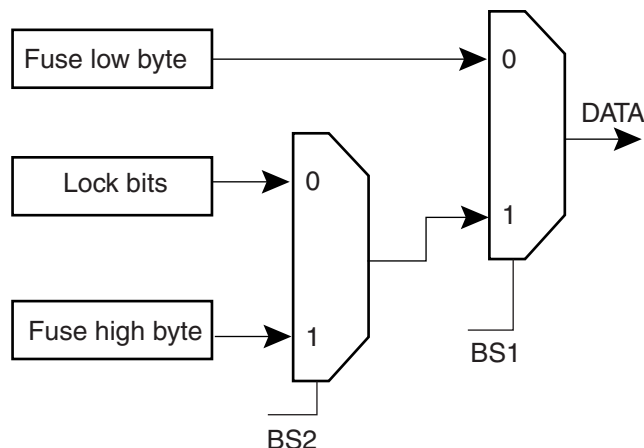 Fuse low byte
0
DATA
Lock bits
0
1
Fuse high byte
1
BS1
BS2